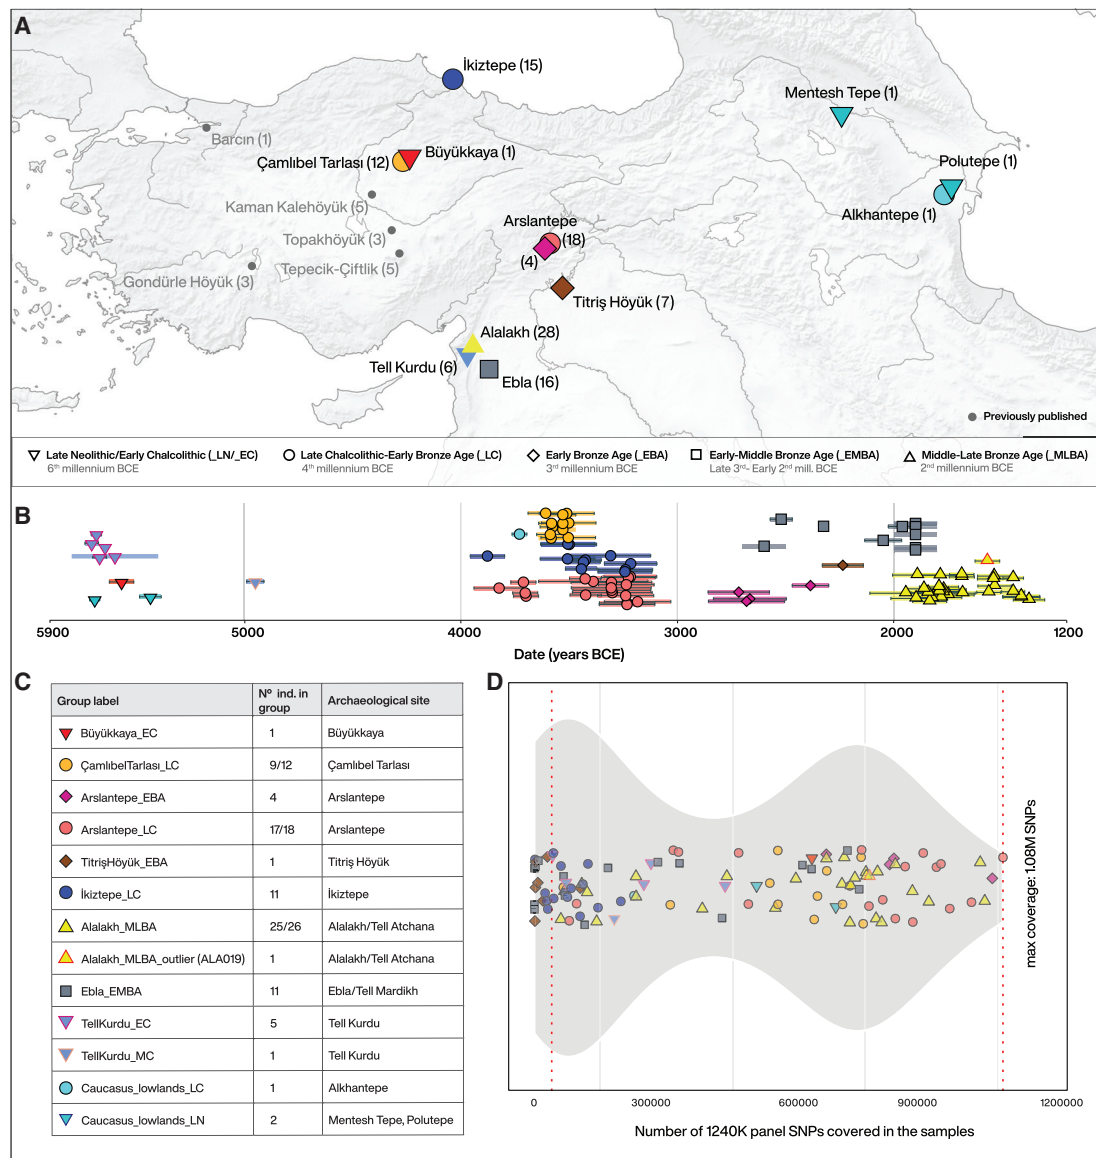 A
İkiztepe (15)
Mentesh Tepe (1)
Barcın (1)
Büyükkaya (1)
Çamlıbel Tarlası (12)
Polutepe (1)
Kaman Kalehöyük (5)
Alkhantepe (1)
Arslantepe
(18)
Topakhöyük (3)
(4)
Tepecik-Çiftlik (5)
Gondürle Höyük (3)
Titriş Höyük (7)
Alalakh (28)
Tell Kurdu (6)
Ebla (16)
Previously published
Late Neolithic/Early Chalcolithic (_LN/_EC)
6th millennium BCE
Late Chalcolithic-Early Bronze Age (_LC)
4th millennium BCE
Early Bronze Age (_EBA)
3rd millennium BCE
Early-Middle Bronze Age (_EMBA)
Late 3rd- Early 2nd mill. BCE
Middle-Late Bronze Age (_MLBA)
2nd millennium BCE
B
5900 5000 4000 3000 2000 1200
Date (years BCE)
C
Group label Nº ind. in group Archaeological site
Büyükkaya_EC 1 Büyükkaya
ÇamlıbelTarlası_LC 9/12 Çamlıbel Tarlası
Arslantepe_EBA 4 Arslantepe
Arslantepe_LC 17/18 Arslantepe
TitrişHöyük_EBA 1 Titriş Höyük
İkiztepe_LC 11 İkiztepe
Alalakh_MLBA 25/26 Alalakh/Tell Atchana
Alalakh_MLBA_outlier (ALA019) 1 Alalakh/Tell Atchana
Ebla_EMBA 11 Ebla/Tell Mardikh
TellKurdu_EC 5 Tell Kurdu
TellKurdu_MC 1 Tell Kurdu
Caucasus_lowlands_LC 1 Alkhantepe
Caucasus_lowlands_LN 2 Mentesh Tepe, Polutepe
D
max coverage: 1.08M SNPs
0 300000 600000 900000 1200000
Number of 1240K panel SNPs covered in the samples